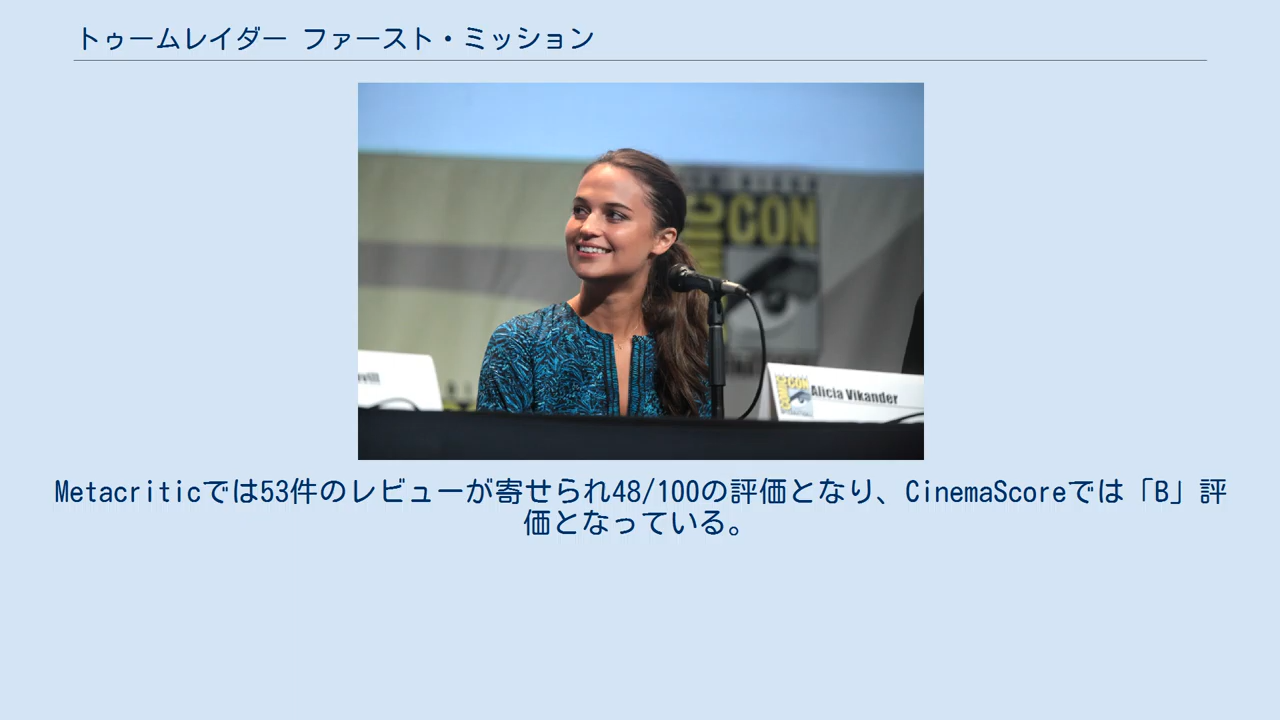 トゥームレイダー ファースト・ミッション
CON
Alicia Vikander
Metacriticでは53件のレビューが寄せられ48/100の評価となり、CinemaScoreでは「B」評
価となっている。